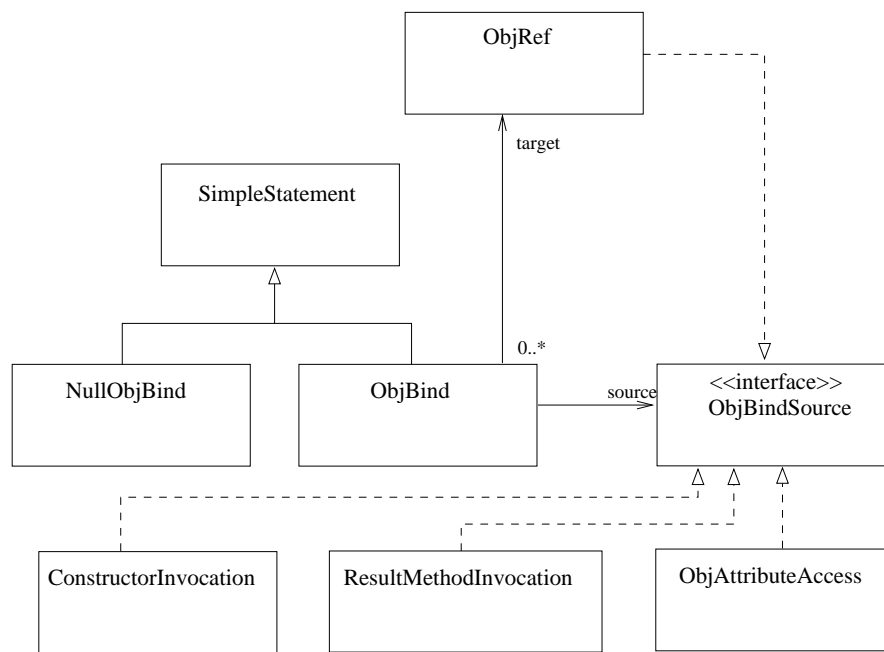 ObjRef
target
SimpleStatement
0..*
NullObjBind
ObjBind
source
<<interface>>
ObjBindSource
ConstructorInvocation
ResultMethodInvocation
ObjAttributeAccess